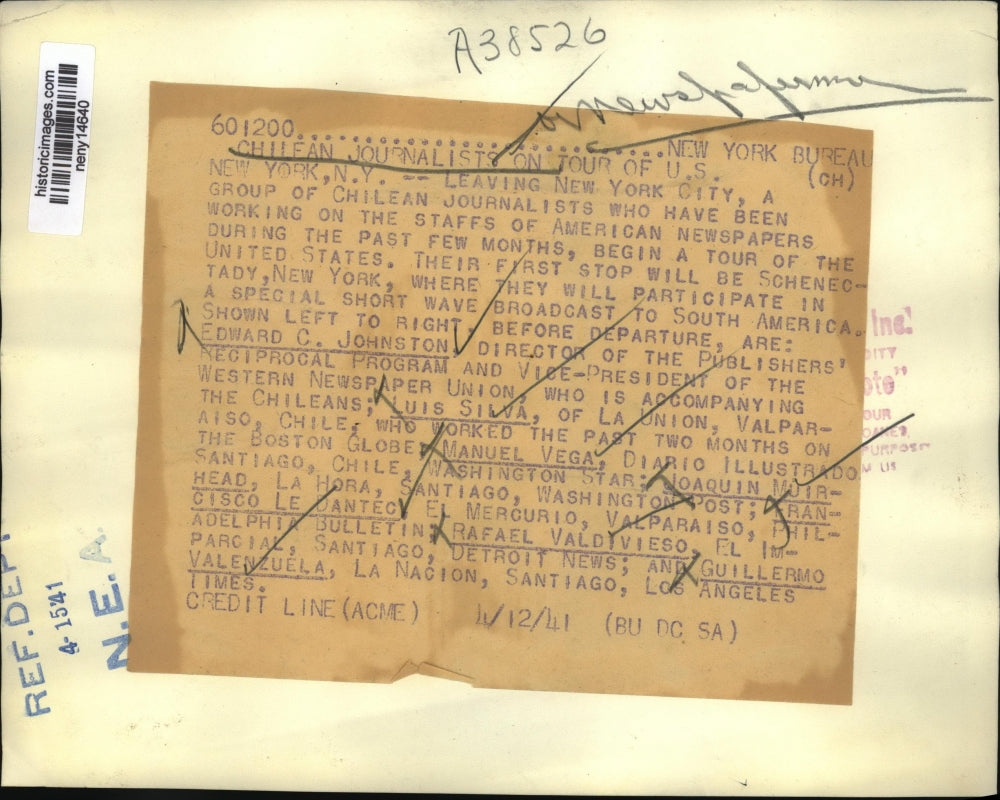 A38526
newspapermen
historicimages.com
neny14640
601200..............................NEW YORK BUREAU
CHILEAN JOURNALISTS ON TOUR OF U.S.
(CH)
NEW YORK, N.Y. -- LEAVING NEW YORK CITY, A
GROUP OF CHILEAN JOURNALISTS WHO HAVE BEEN
WORKING ON THE STAFFS OF AMERICAN NEWSPAPERS
DURING THE PAST FEW MONTHS, BEGIN A TOUR OF THE
UNITED STATES. THEIR FIRST STOP WILL BE SCHENEC-
TADY, NEW YORK, WHERE THEY WILL PARTICIPATE IN
A SPECIAL SHORT WAVE BROADCAST TO SOUTH AMERICA.
SHOWN LEFT TO RIGHT, BEFORE DEPARTURE, ARE:
EDWARD C. JOHNSTON, DIRECTOR OF THE PUBLISHERS'
RECIPROCAL PROGRAM AND VICE-PRESIDENT OF THE
WESTERN NEWSPAPER UNION, WHO IS ACCOMPANYING
THE CHILEANS; LUIS SILVA, OF LA UNION, VALPAR-
AISO, CHILE, WHO WORKED THE PAST TWO MONTHS ON
THE BOSTON GLOBE; MANUEL VEGA, DIARIO ILLUSTRADO
SANTIAGO, CHILE, WASHINGTON STAR; JOAQUIN MUIR-
HEAD, LA HORA, SANTIAGO, WASHINGTON POST; FRAN-
CISCO LE DANTEC, EL MERCURIO, VALPARAISO, PHIL-
ADELPHIA BULLETIN; RAFAEL VALDIVIESO, EL IM-
PARCIAL, SANTIAGO, DETROIT NEWS; AND GUILLERMO
VALENZUELA, LA NACION, SANTIAGO, LOS ANGELES
TIMES.
CREDIT LINE (ACME) 4/12/41 (BU DC SA)
Inc.
OUR
PURPOSE
M US
REF. DEPT
4-15-41
N.E.A.